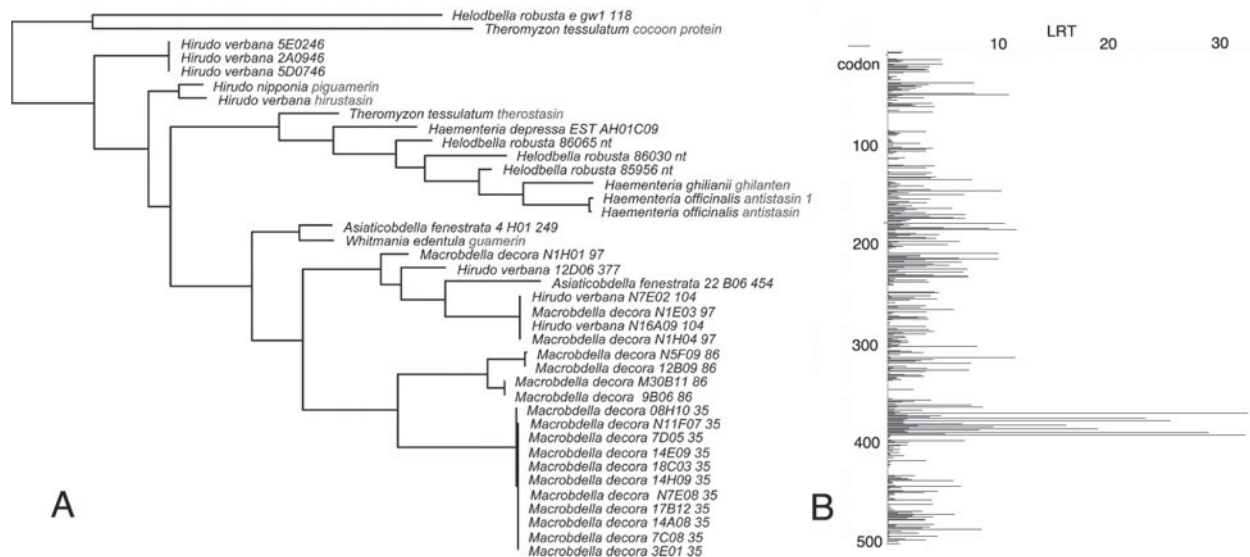 Helodbella robusta e gw1 118
Theromyzon tessulatum cocoon protein
Hirudo verbana 5E0246
Hirudo verbana 2A0946
Hirudo verbana 5D0746
Hirudo nipponia piguamerin
Hirudo verbana hirustasin
Theromyzon tessulatum therostasin
Haementeria depressa EST AH01C09
Helodbella robusta 86065 nt
Helodbella robusta 86030 nt
Helodbella robusta 85956 nt
Haementeria ghilianii ghilanten
Haementeria officinalis antistasin 1
Haementeria officinalis antistasin
Asiaticobdella fenestrata 4 H01 249
Whitmania edentula guamerin
Macrobdella decora N1H01 97
Hirudo verbana 12D06 377
Asiaticobdella fenestrata 22 B06 454
Hirudo verbana N7E02 104
Macrobdella decora N1E03 97
Hirudo verbana N16A09 104
Macrobdella decora N1H04 97
Macrobdella decora N5F09 86
Macrobdella decora 12B09 86
Macrobdella decora M30B11 86
Macrobdella decora 9B06 86
Macrobdella decora 08H10 35
Macrobdella decora N11F07 35
Macrobdella decora 7D05 35
Macrobdella decora 14E09 35
Macrobdella decora 18C03 35
Macrobdella decora 14H09 35
Macrobdella decora N7E08 35
Macrobdella decora 17B12 35
Macrobdella decora 14A08 35
Macrobdella decora 7C08 35
Macrobdella decora 3E01 35
A
LRT
10 20 30
codon
100
200
300
400
500
B